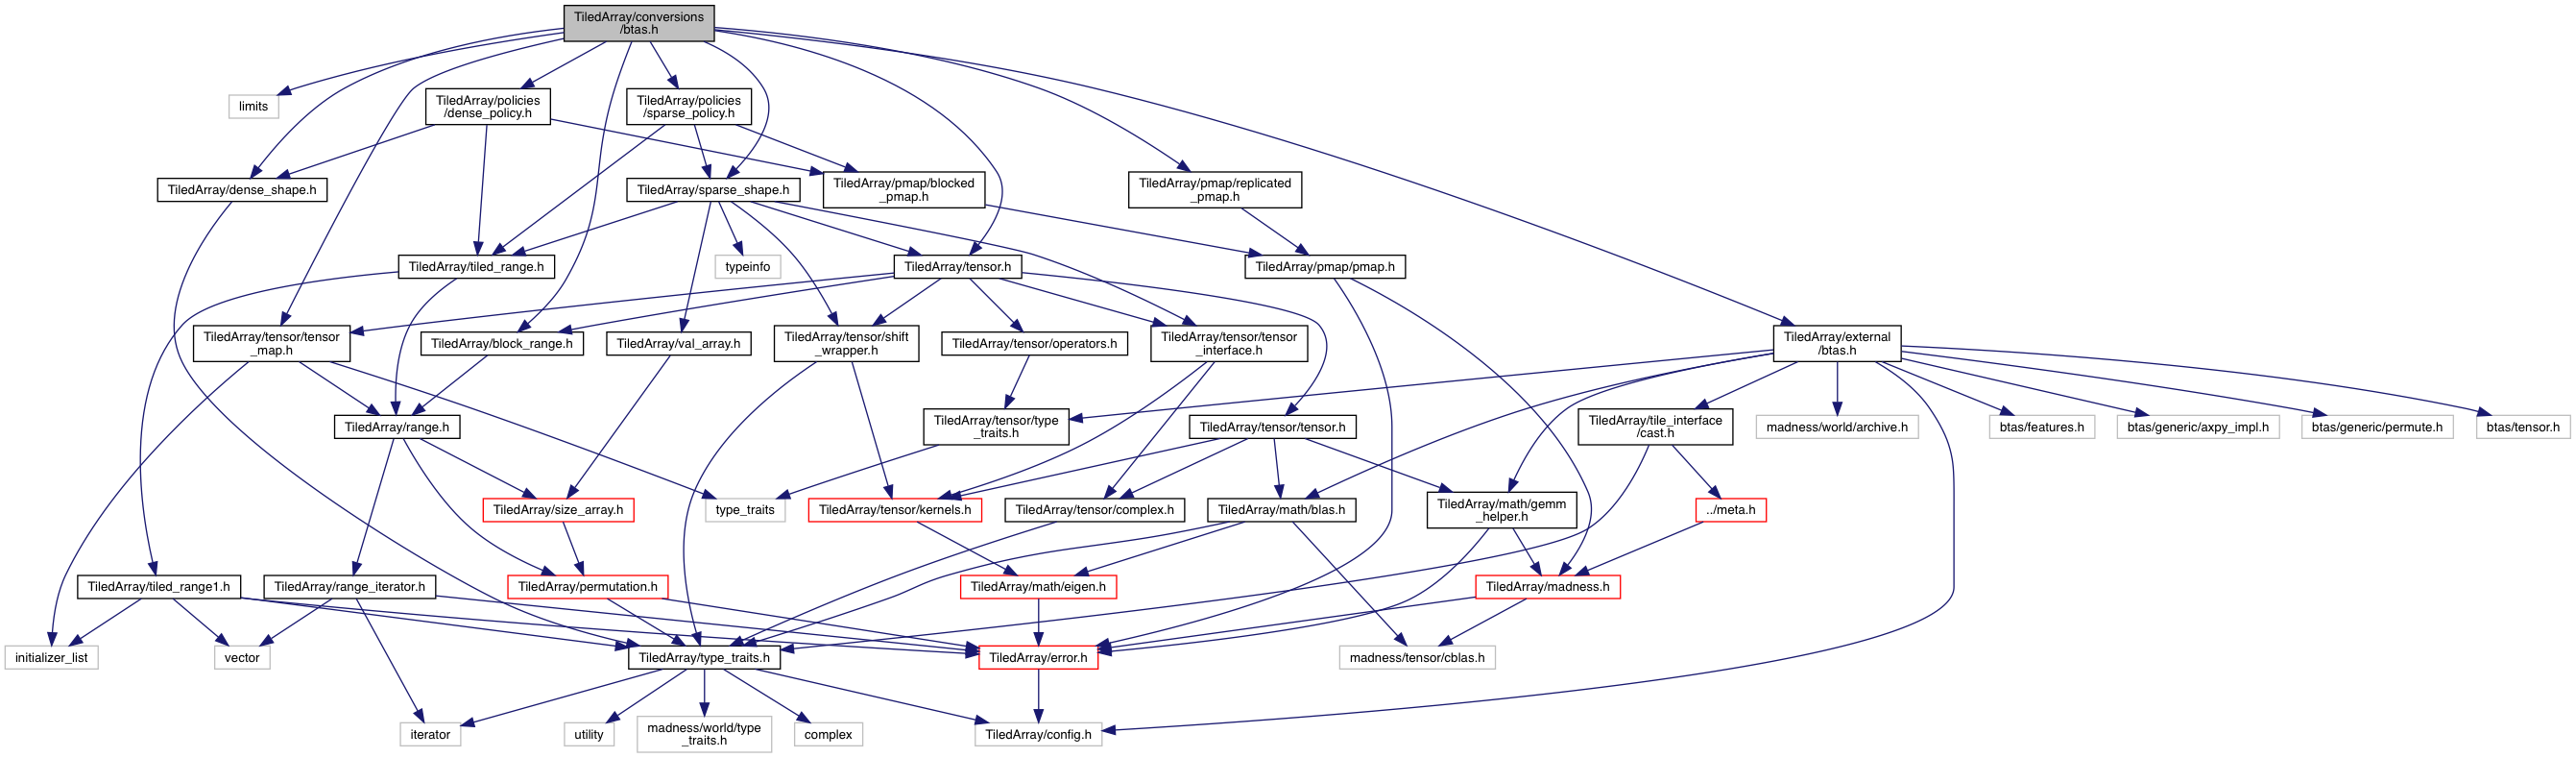 TiledArray/conversions
/btas.h
limits
TiledArray/policies
/dense_policy.h
TiledArray/policies
/sparse_policy.h
TiledArray/dense_shape.h
TiledArray/sparse_shape.h
TiledArray/pmap/blocked
_pmap.h
TiledArray/pmap/replicated
_pmap.h
TiledArray/tiled_range.h
typeinfo
TiledArray/tensor.h
TiledArray/pmap/pmap.h
TiledArray/tensor/tensor
_map.h
TiledArray/block_range.h
TiledArray/val_array.h
TiledArray/tensor/shift
_wrapper.h
TiledArray/tensor/operators.h
TiledArray/tensor/tensor
_interface.h
TiledArray/external
/btas.h
TiledArray/range.h
TiledArray/tensor/type
_traits.h
TiledArray/tensor/tensor.h
TiledArray/tile_interface
/cast.h
madness/world/archive.h
btas/features.h
btas/generic/axpy_impl.h
btas/generic/permute.h
btas/tensor.h
TiledArray/size_array.h
type_traits
TiledArray/tensor/kernels.h
TiledArray/tensor/complex.h
TiledArray/math/blas.h
TiledArray/math/gemm
_helper.h
../meta.h
TiledArray/tiled_range1.h
TiledArray/range_iterator.h
TiledArray/permutation.h
TiledArray/math/eigen.h
TiledArray/madness.h
initializer_list
vector
TiledArray/type_traits.h
TiledArray/error.h
madness/tensor/cblas.h
iterator
utility
madness/world/type
_traits.h
complex
TiledArray/config.h